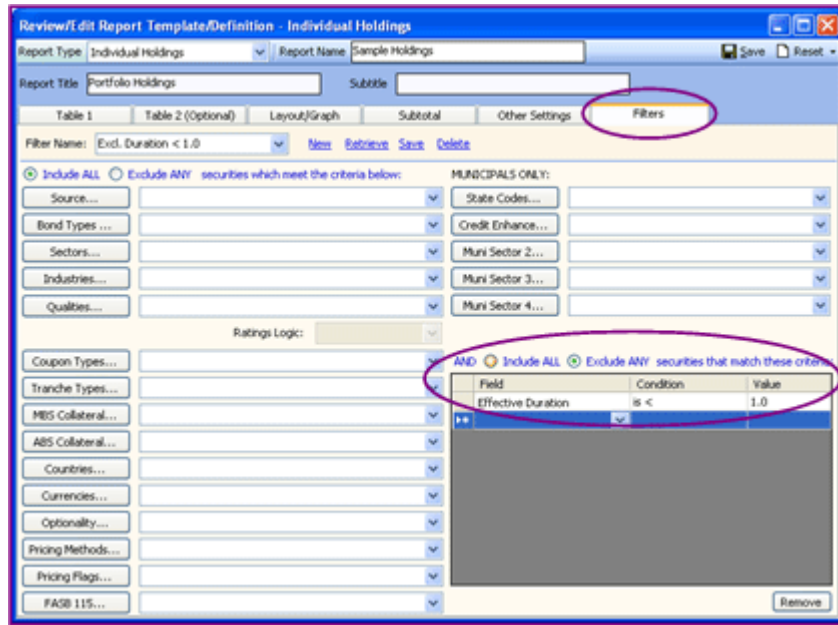 Review/Edit Report Template/Definition - Individual Holdings
Report Type Individual Holdings Report Name Sample Holdings Save Reset
Report Title Portfolio Holdings Subtitle
Table 1 Table 2 (Optional) Layout/Graph Subtotal Other Settings Filters
Filter Name: Excl. Duration < 1.0 New Retrieve Save Delete
Include ALL Exclude ANY securities which meet the criteria below: MUNICIPALS ONLY:
Source... State Codes...
Bond Types ... Credit Enhance...
Sectors... Muni Sector 2...
Industries... Muni Sector 3...
Qualities... Muni Sector 4...
Ratings Logic:
Coupon Types... AND Include ALL Exclude ANY securities that match these criteria:
Tranche Types... Field Condition Value
Effective Duration is < 1.0
MBS Collateral...
ABS Collateral...
Countries...
Currencies...
Optionality...
Pricing Methods...
Pricing Flags...
FASB 115... Remove